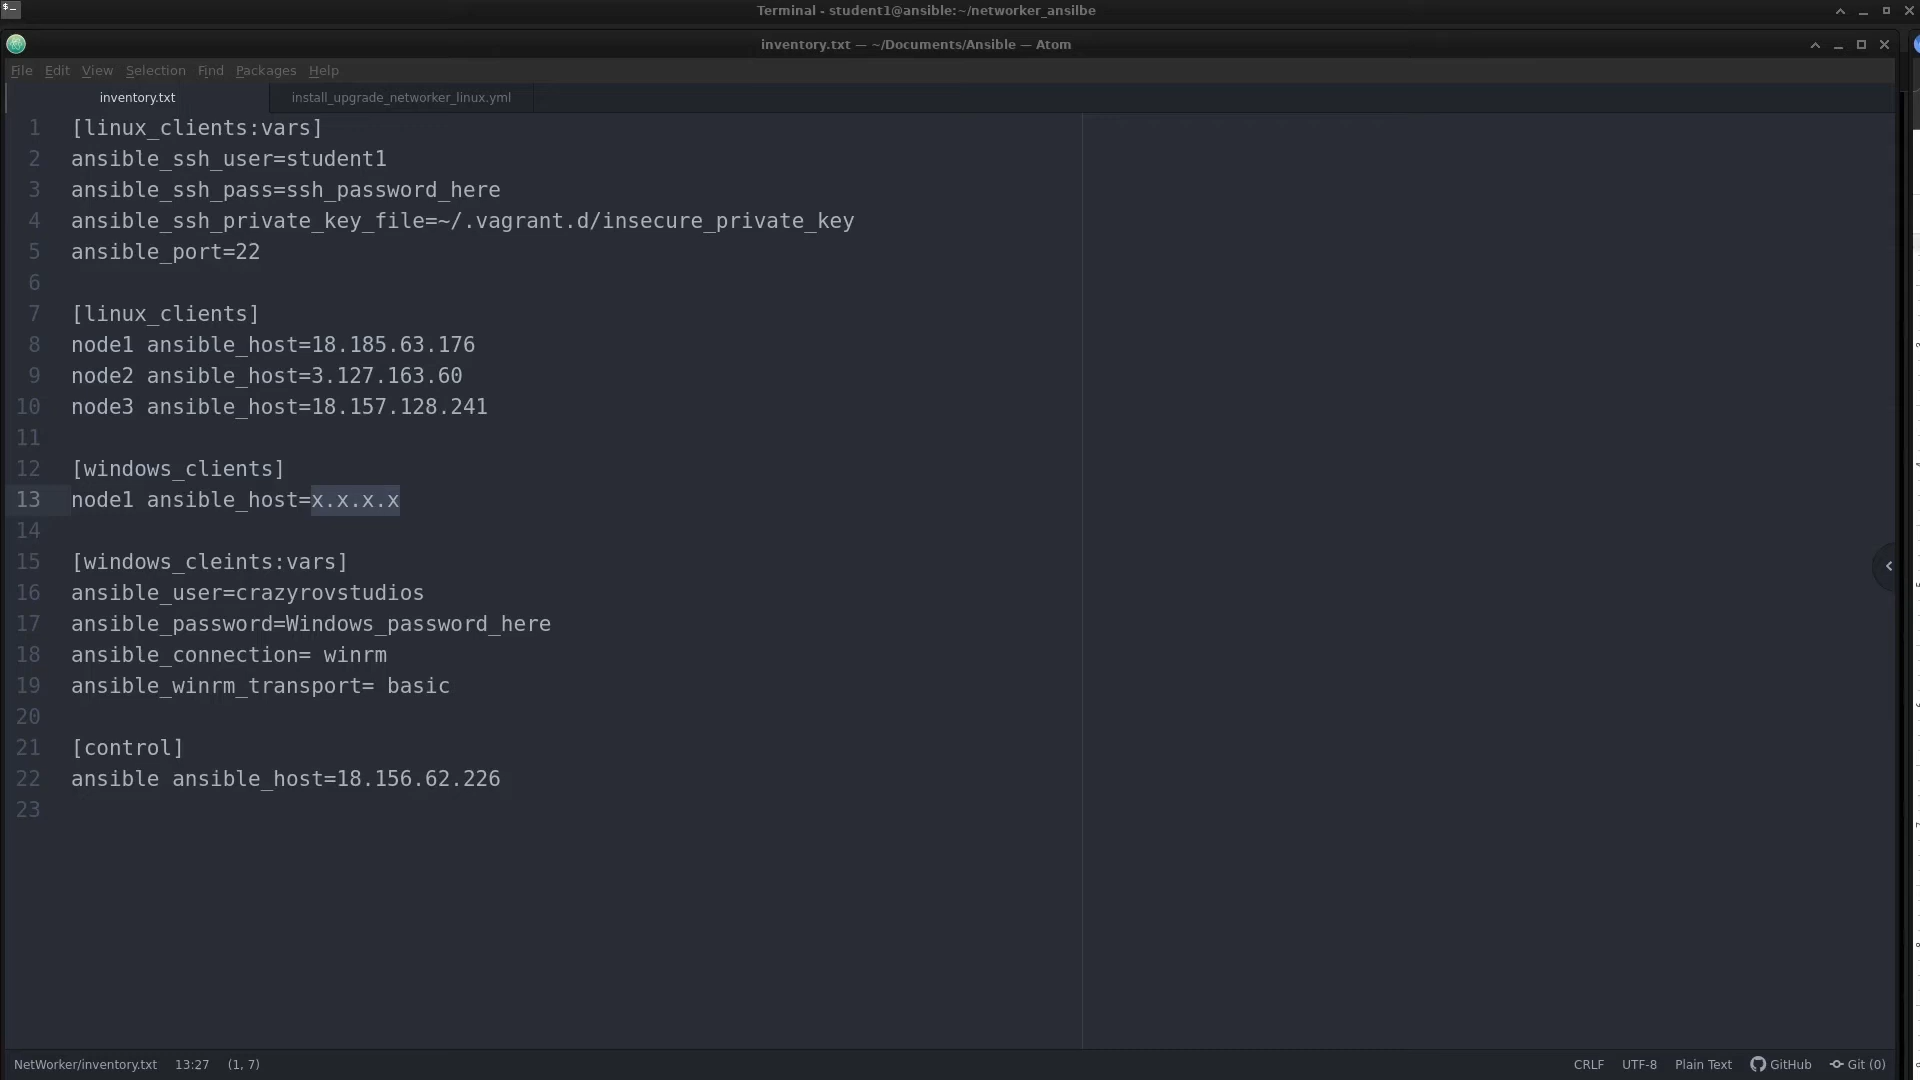 Terminal - student1@ansible:~/networker_ansilbe
inventory.txt — ~/Documents/Ansible — Atom
File Edit View Selection Find Packages Help
inventory.txt install_upgrade_networker_linux.yml
1 [linux_clients:vars]
2 ansible_ssh_user=student1
3 ansible_ssh_pass=ssh_password_here
4 ansible_ssh_private_key_file=~/.vagrant.d/insecure_private_key
5 ansible_port=22
6
7 [linux_clients]
8 node1 ansible_host=18.185.63.176
9 node2 ansible_host=3.127.163.60
10 node3 ansible_host=18.157.128.241
11
12 [windows_clients]
13 node1 ansible_host=x.x.x.x
14
15 [windows_cleints:vars]
16 ansible_user=crazyrovstudios
17 ansible_password=Windows_password_here
18 ansible_connection= winrm
19 ansible_winrm_transport= basic
20
21 [control]
22 ansible ansible_host=18.156.62.226
23
NetWorker/inventory.txt 13:27 (1, 7) CRLF UTF-8 Plain Text GitHub Git (0)